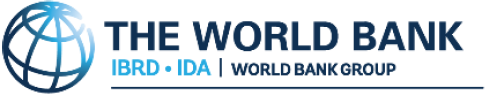 THE WORLD BANK
IBRD • IDA | WORLD BANK GROUP